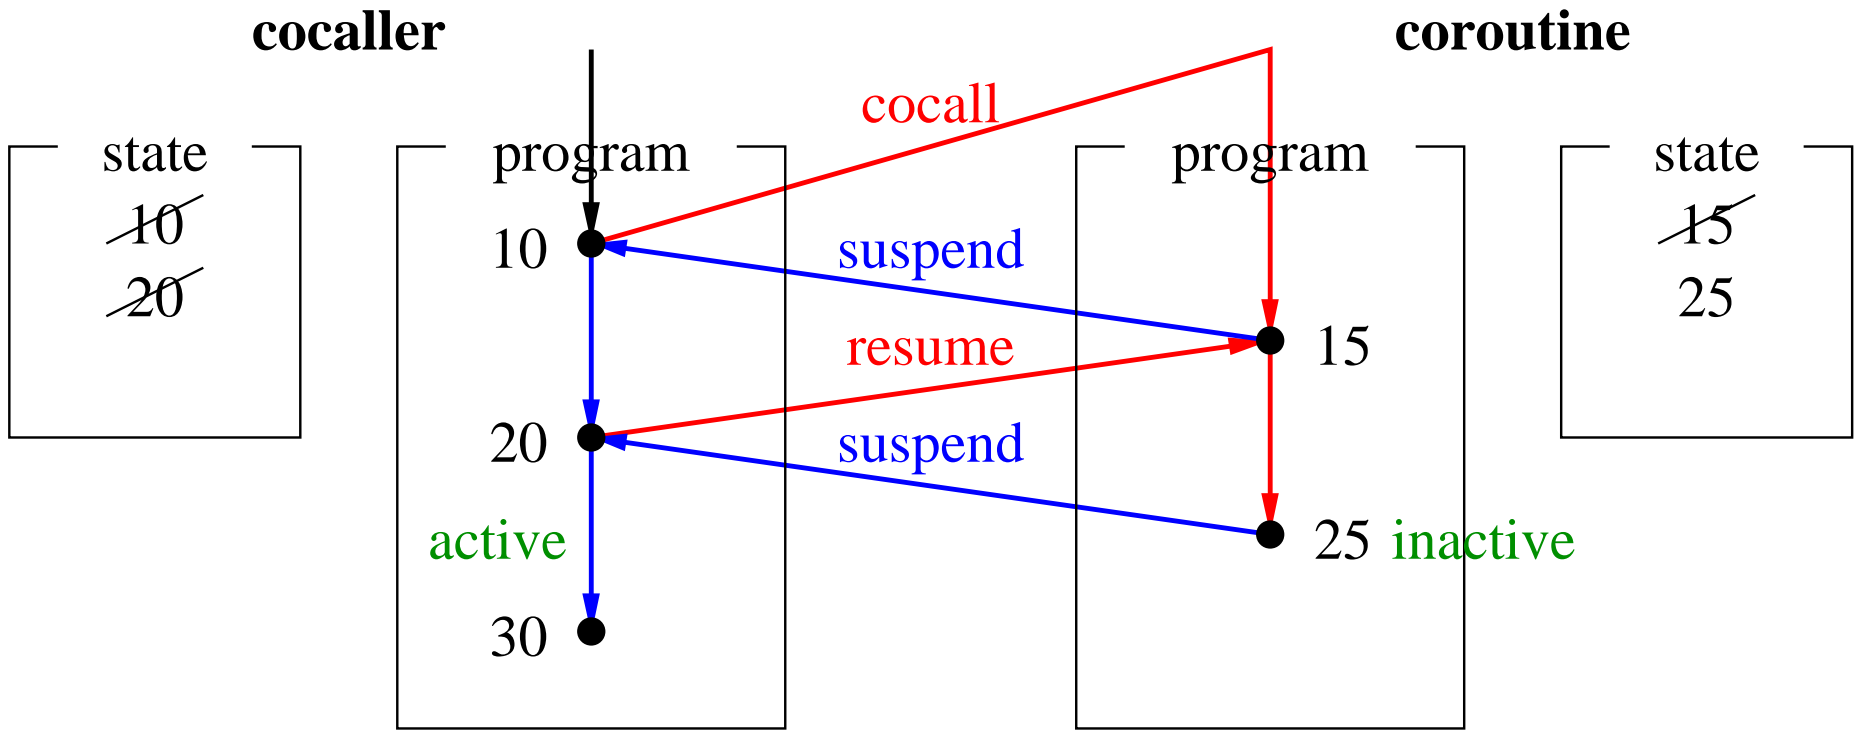 cocaller
coroutine
cocall
state
program
program
state
10
15
10
suspend
20
25
resume
15
20
suspend
active
25 inactive
30